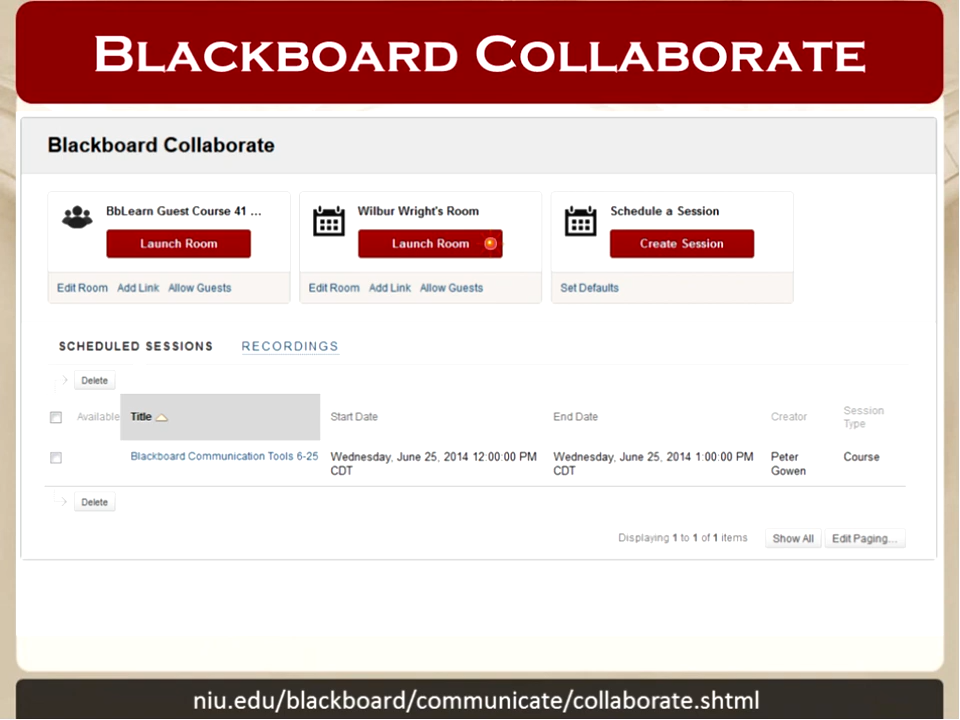 BLACKBOARD COLLABORATE
Blackboard Collaborate
BbLearn Guest Course 41 ...
Launch Room
Edit Room Add Link Allow Guests
Wilbur Wright's Room
Launch Room
Edit Room Add Link Allow Guests
Schedule a Session
Create Session
Set Defaults
SCHEDULED SESSIONS RECORDINGS
Delete
Available Title Start Date End Date Creator Session
Type
Blackboard Communication Tools 6-25 Wednesday, June 25, 2014 12:00:00 PM Wednesday, June 25, 2014 1:00:00 PM Peter Course
CDT CDT Gowen
Delete
Displaying 1 to 1 of 1 items Show All Edit Paging...
niu.edu/blackboard/communicate/collaborate.shtml